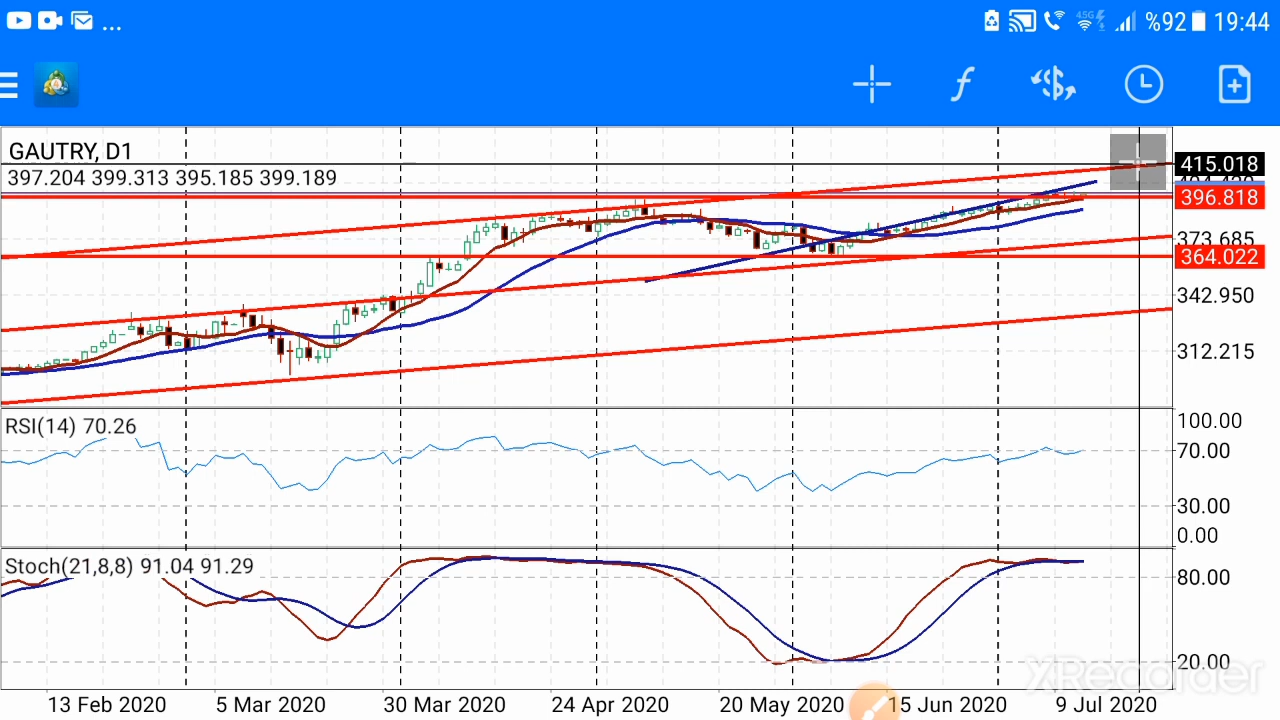 ... 45G %92 19:44
GAUTRY, D1
397.204 399.313 395.185 399.189
415.018
396.818
373.685
364.022
342.950
312.215
RSI(14) 70.26
100.00
70.00
30.00
0.00
Stoch(21,8,8) 91.04 91.29
80.00
20.00
XRecorder
13 Feb 2020 5 Mar 2020 30 Mar 2020 24 Apr 2020 20 May 2020 15 Jun 2020 9 Jul 2020